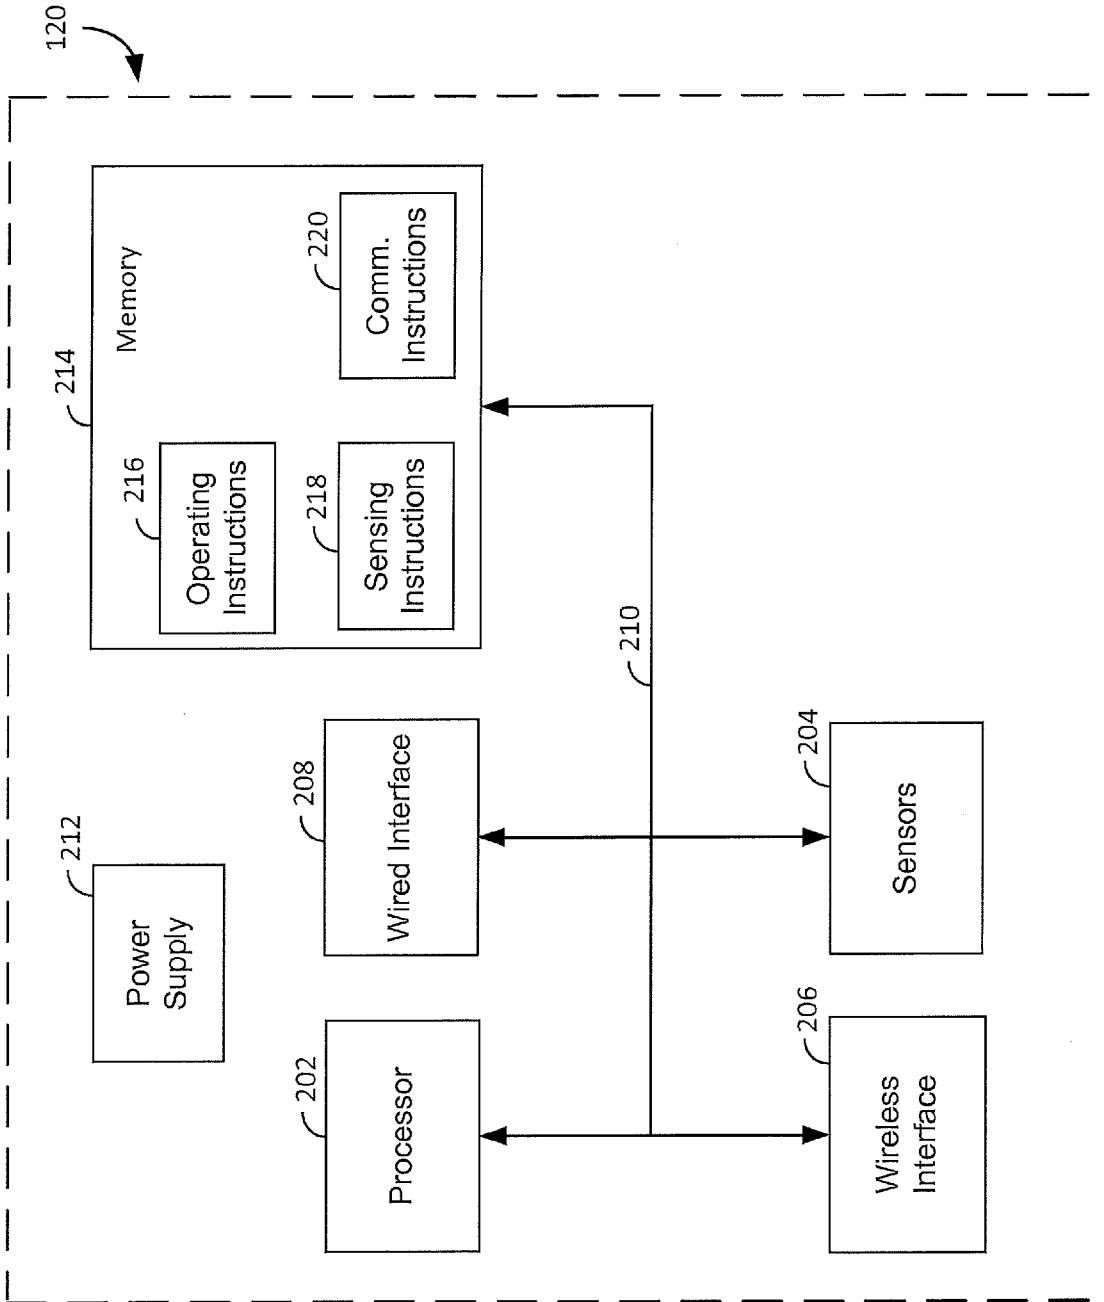 120
212
Power
Supply
214
Memory
216
Operating
Instructions
218
Sensing
Instructions
220
Comm.
Instructions
202
Processor
208
Wired Interface
210
206
Wireless
Interface
204
Sensors